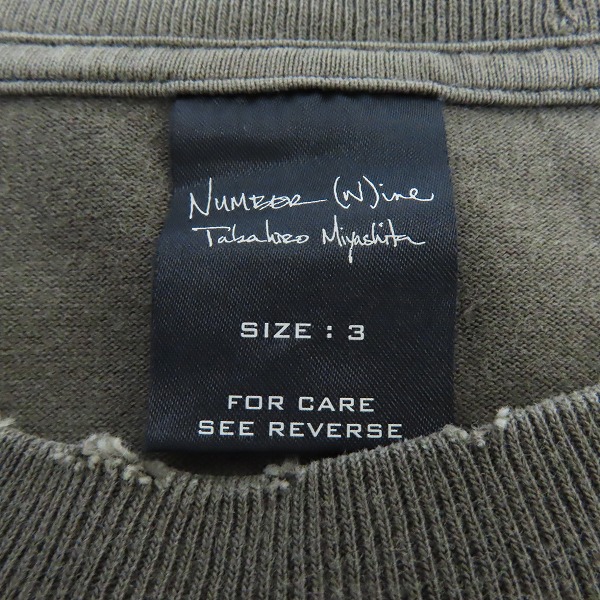 NUMBER (N)ine
Takahiro Miyashita
SIZE : 3
FOR CARE
SEE REVERSE